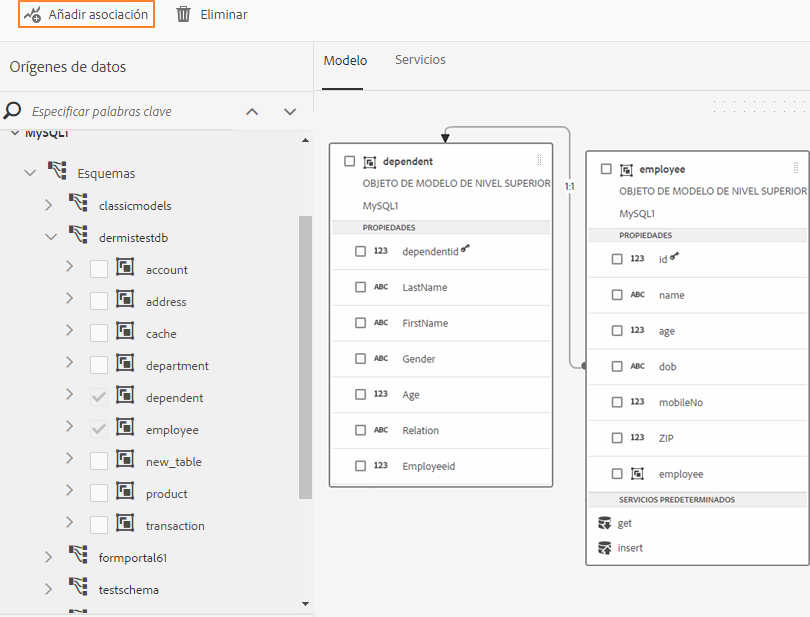 Añadir asociación
Eliminar
Orígenes de datos
Especificar palabras clave
MySQL1
Esquemas
classicmodels
dermistestdb
account
address
cache
department
dependent
employee
new_table
product
transaction
formportal61
testschema
Modelo
Servicios
dependent
OBJETO DE MODELO DE NIVEL SUPERIOR
MySQL1
PROPIEDADES
123 dependentid
ABC LastName
ABC FirstName
ABC Gender
123 Age
ABC Relation
123 Employeeid
1:1
employee
OBJETO DE MODELO DE NIVEL SUPERIOR
MySQL1
PROPIEDADES
123 id
ABC name
123 age
ABC dob
123 mobileNo
123 ZIP
employee
SERVICIOS PREDETERMINADOS
get
insert